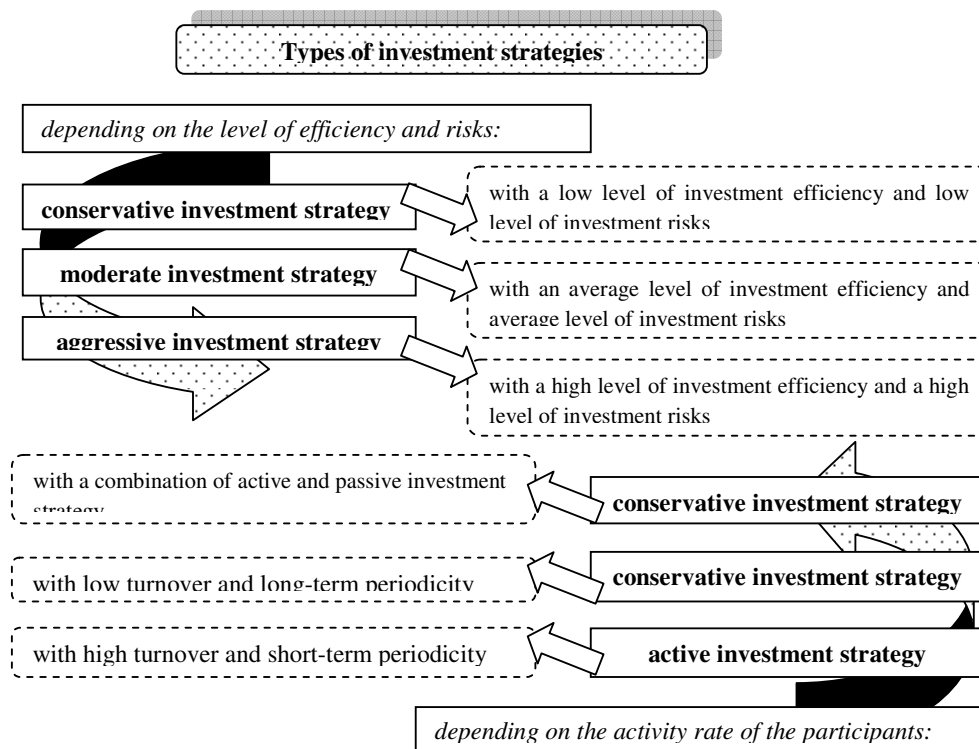 Types of investment strategies
depending on the level of efficiency and risks:
conservative investment strategy
with a low level of investment efficiency and low
level of investment risks
moderate investment strategy
with an average level of investment efficiency and
average level of investment risks
aggressive investment strategy
with a high level of investment efficiency and a high
level of investment risks
with a combination of active and passive investment
strategy
conservative investment strategy
with low turnover and long-term periodicity
conservative investment strategy
with high turnover and short-term periodicity
active investment strategy
depending on the activity rate of the participants: